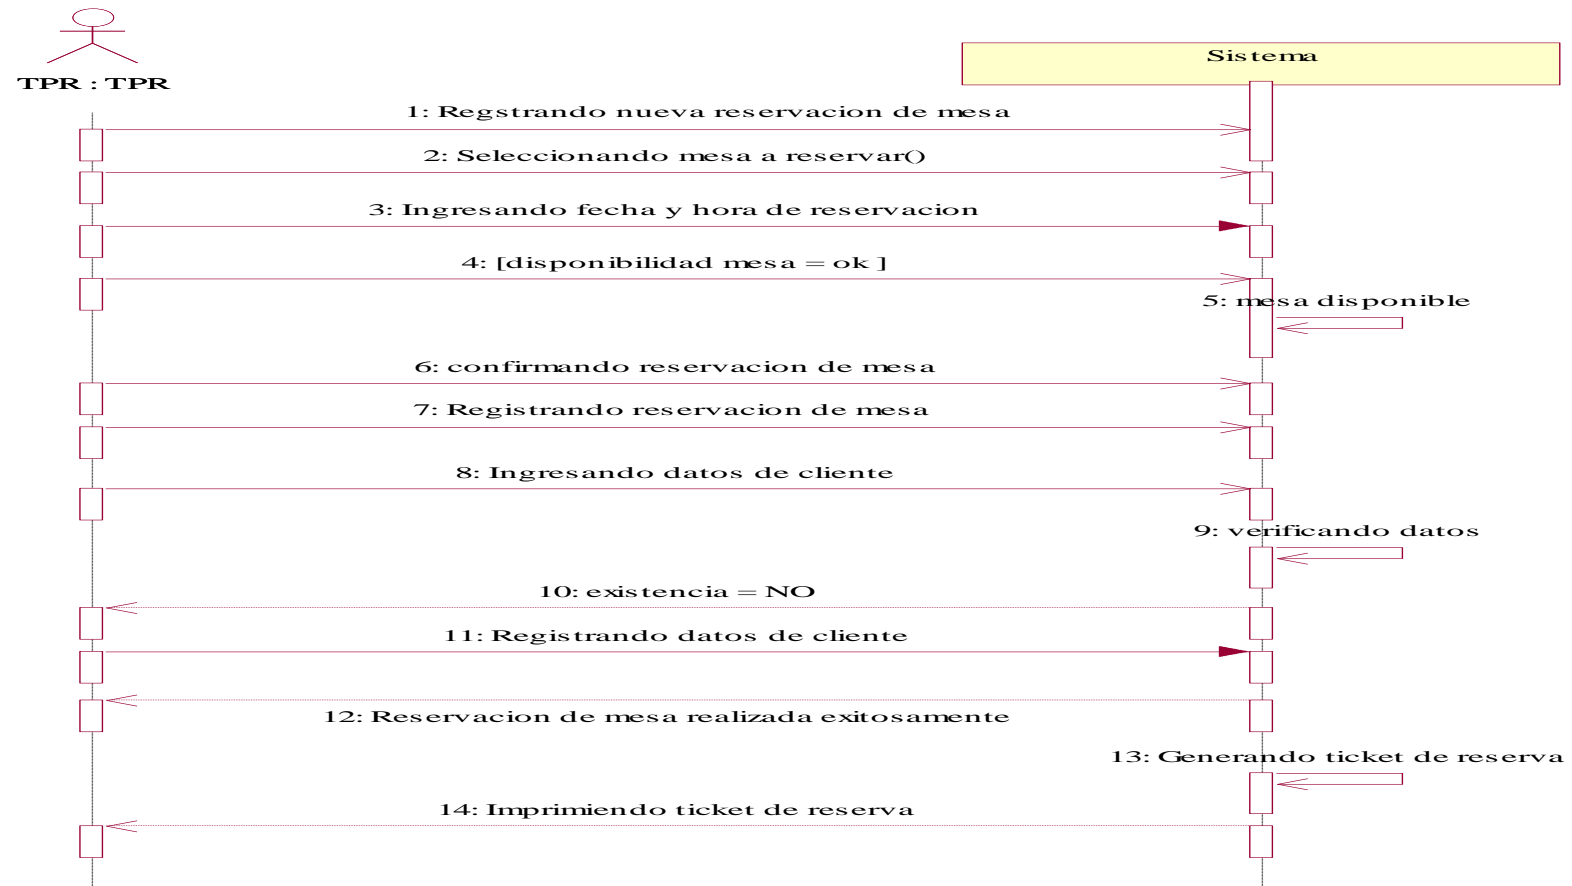 TPR : TPR
Sistema
1: Regstrando nueva reservacion de mesa
2: Seleccionando mesa a reservar()
3: Ingresando fecha y hora de reservacion
4: [disponibilidad mesa = ok ]
5: mesa disponible
6: confirmando reservacion de mesa
7: Registrando reservacion de mesa
8: Ingresando datos de cliente
9: verificando datos
10: existencia = NO
11: Registrando datos de cliente
12: Reservacion de mesa realizada exitosamente
13: Generando ticket de reserva
14: Imprimiendo ticket de reserva